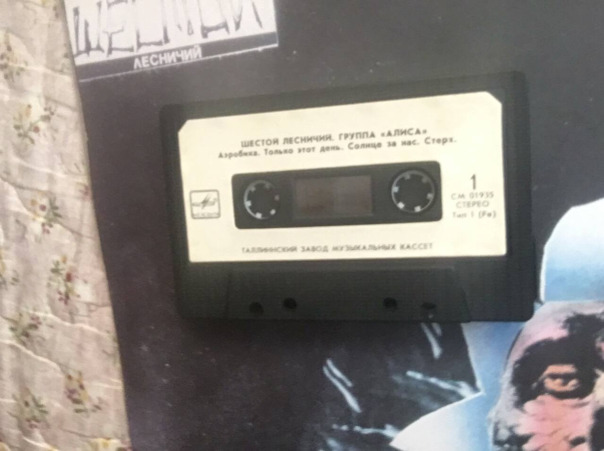 ЛЕСНИЧИЙ
ШЕСТОЙ ЛЕСНИЧИЙ. ГРУППА «АЛИСА»
Аэробика. Только этот день. Солнце за нас. Стерх.
1
СМ 01935
СТЕРЕО
Тип I (Fe)
ТАЛЛИННСКИЙ ЗАВОД МУЗЫКАЛЬНЫХ КАССЕТ